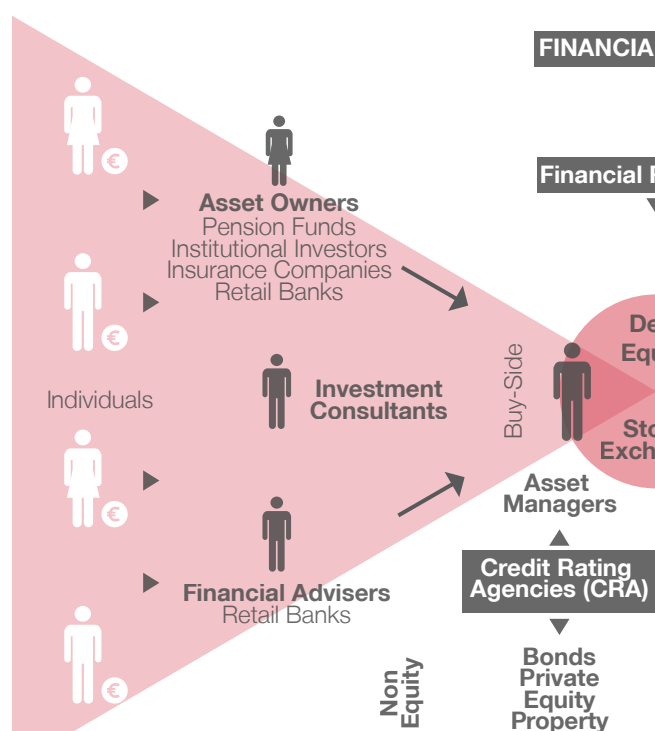 FINANCIA
Financial
Asset Owners
Pension Funds
Institutional Investors
Insurance Companies
Retail Banks
Individuals
Investment
Consultants
Buy-Side
De
Equ
Sto
Exch
Asset
Managers
Financial Advisers
Retail Banks
Credit Rating
Agencies (CRA)
Non
Equity
Bonds
Private
Equity
Property
€
€
€
€